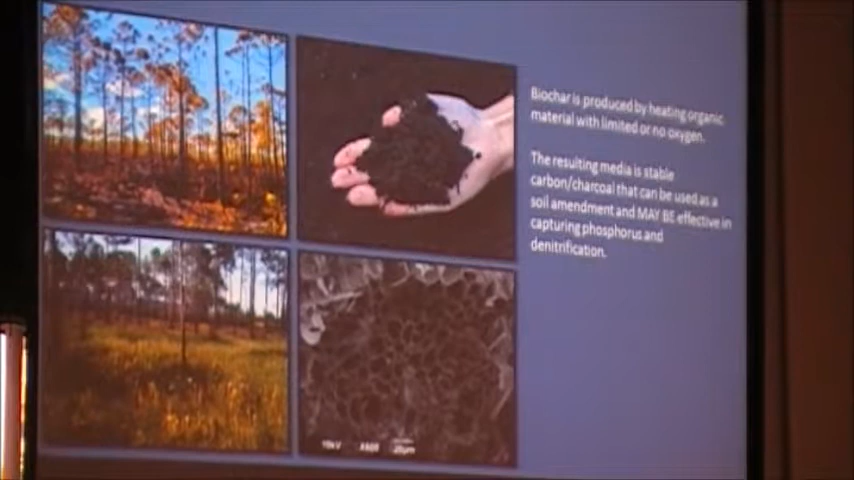 Biochar is produced by heating organic
material with limited or no oxygen.
The resulting media is stable
carbon/charcoal that can be used as a
soil amendment and MAY BE effective in
capturing phosphorus and
denitrification.
20µm